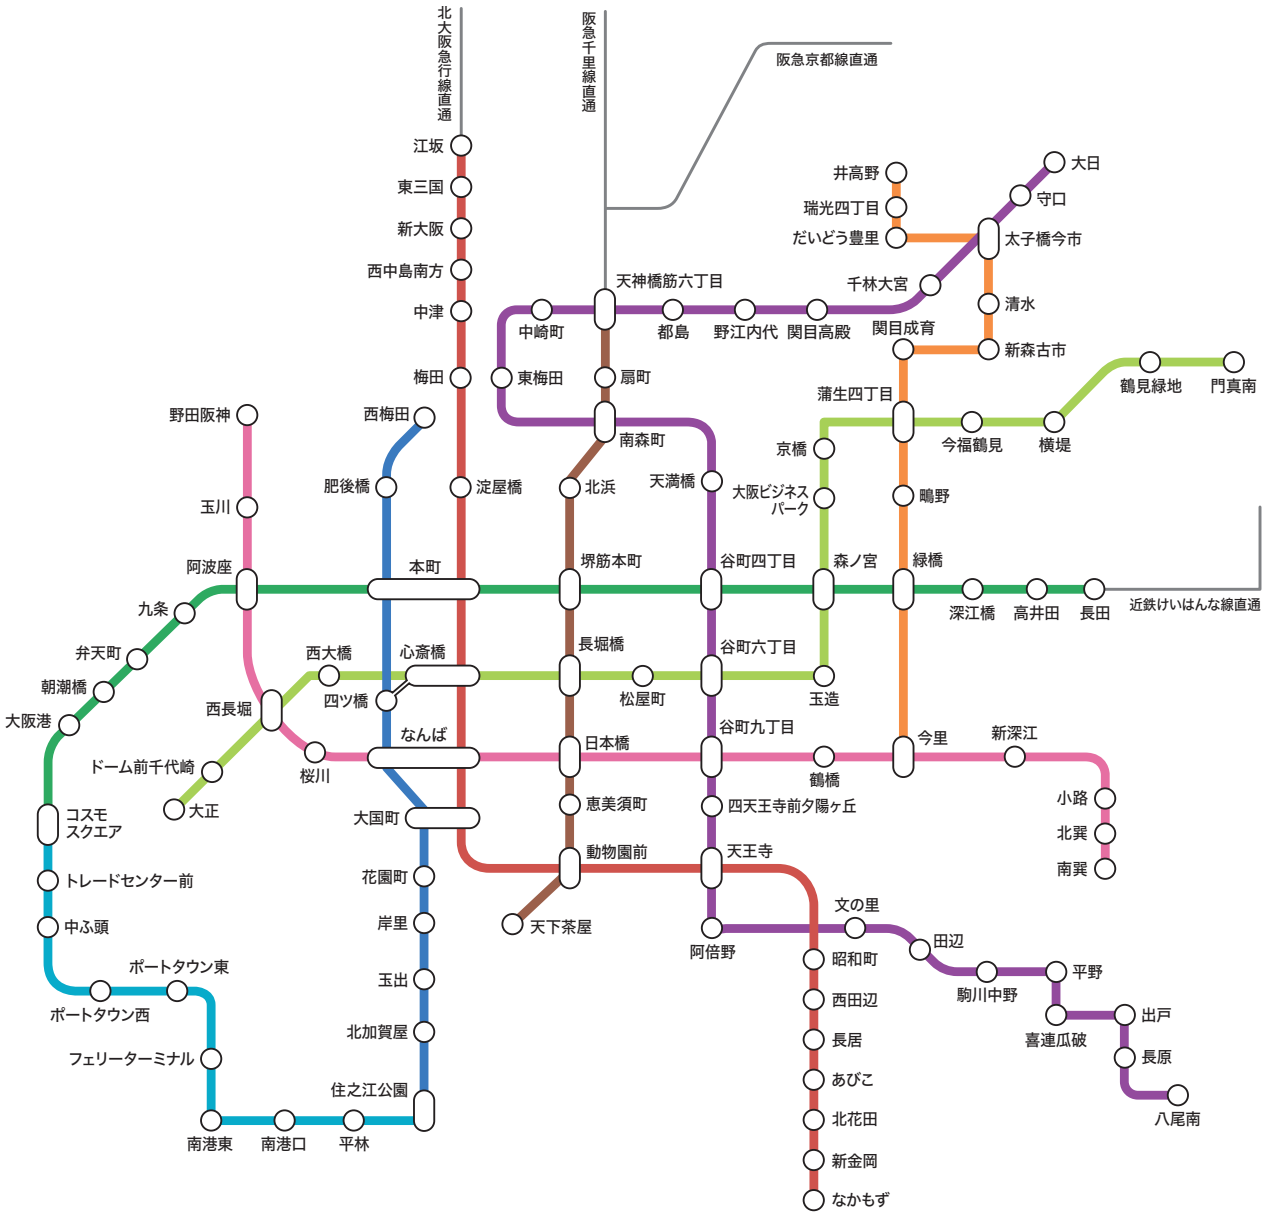 北大阪急行線直通
阪急千里線直通
阪急京都線直通
江坂
東三国
新大阪
西中島南方
中津
梅田
淀屋橋
本町
心斎橋
なんば
大国町
動物園前
天王寺
昭和町
西田辺
長居
あびこ
北花田
新金岡
なかもず
大日
守口
太子橋今市
千林大宮
関目高殿
野江内代
都島
天神橋筋六丁目
中崎町
東梅田
南森町
天満橋
谷町四丁目
谷町六丁目
谷町九丁目
四天王寺前夕陽ヶ丘
阿倍野
文の里
田辺
駒川中野
平野
喜連瓜破
出戸
長原
八尾南
井高野
瑞光四丁目
だいどう豊里
清水
新森古市
関目成育
蒲生四丁目
鴫野
緑橋
今里
扇町
北浜
堺筋本町
長堀橋
日本橋
恵美須町
天下茶屋
門真南
鶴見緑地
横堤
今福鶴見
京橋
大阪ビジネス
パーク
森ノ宮
玉造
松屋町
西大橋
西長堀
ドーム前千代崎
大正
西梅田
肥後橋
四ツ橋
花園町
岸里
玉出
北加賀屋
住之江公園
野田阪神
玉川
阿波座
桜川
鶴橋
新深江
小路
北巽
南巽
九条
弁天町
朝潮橋
大阪港
コスモ
スクエア
深江橋
高井田
長田
近鉄けいはんな線直通
トレードセンター前
中ふ頭
ポートタウン西
ポートタウン東
フェリーターミナル
南港東
南港口
平林